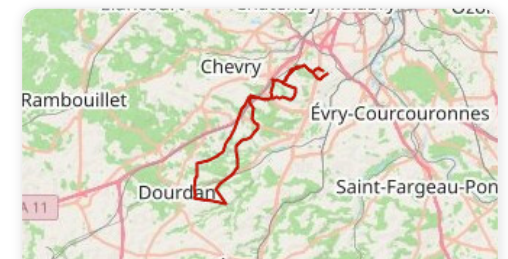 Chevry
Rambouillet
Évry-Courcouronnes
Dourdan
Saint-Fargeau-Pon
A 11